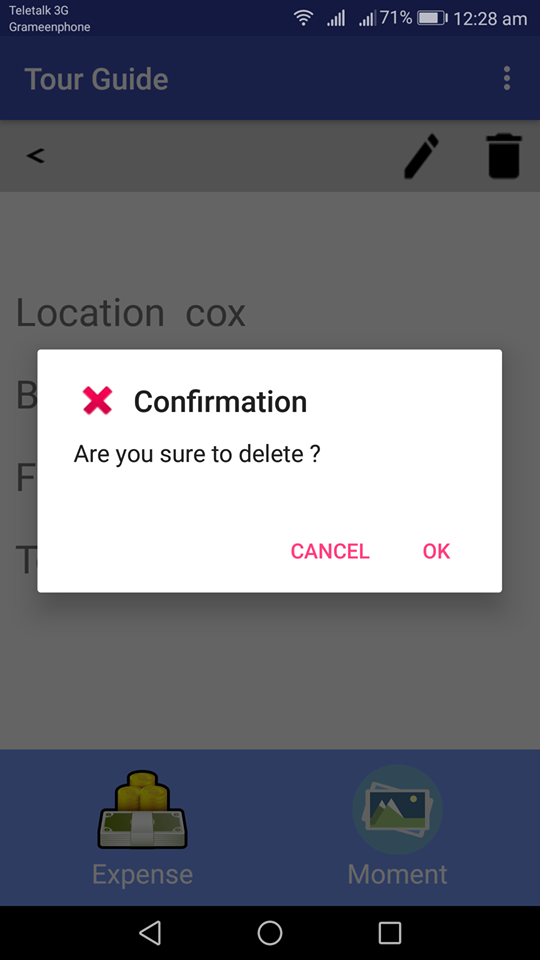 Teletalk 3G
Grameenphone
71%
12:28 am
Tour Guide
<
Location cox
B
F
Confirmation
Are you sure to delete ?
CANCEL
OK
Expense
Moment